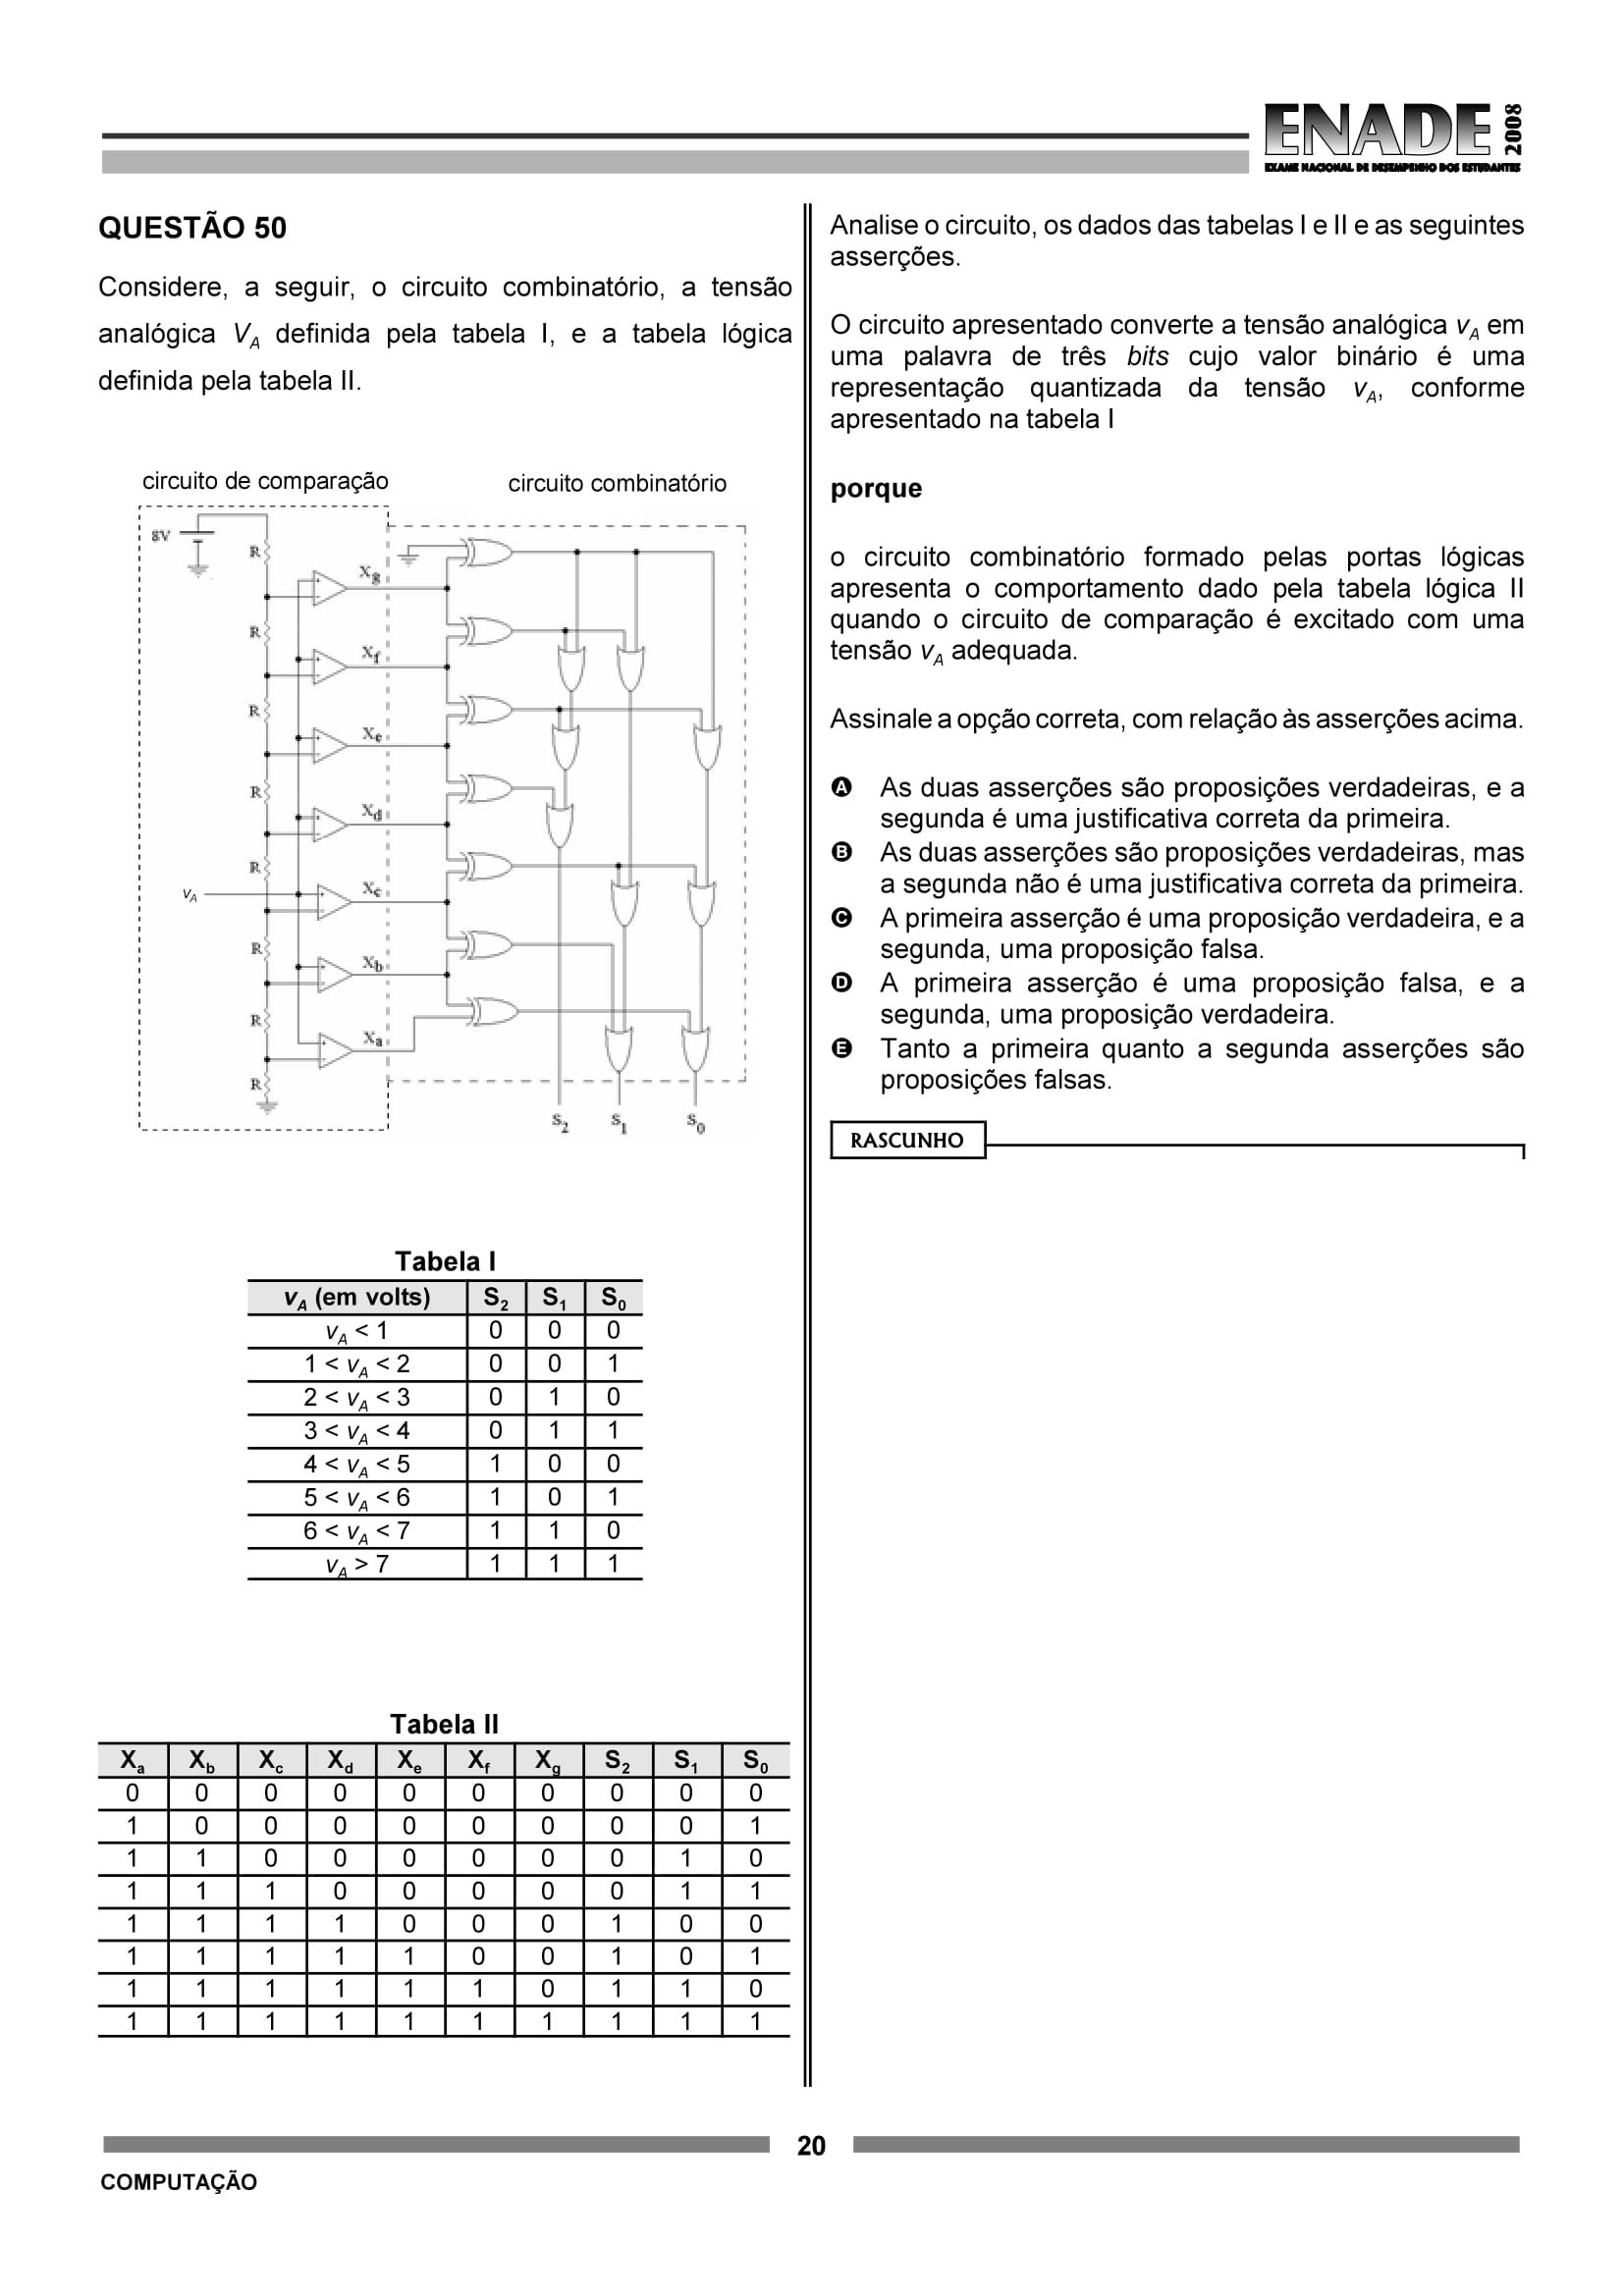 ENADE 2008
EXAME NACIONAL DE DESEMPENHO DOS ESTUDANTES
QUESTÃO 50
Considere, a seguir, o circuito combinatório, a tensão
analógica V_A definida pela tabela I, e a tabela lógica
definida pela tabela II.
circuito de comparação
circuito combinatório
8V
R
X_g
R
X_f
R
X_e
R
X_d
R
v_A
X_c
R
X_b
R
X_a
R
S_2 S_1 S_0
Tabela I
v_A (em volts) S_2 S_1 S_0
v_A < 1 0 0 0
1 < v_A < 2 0 0 1
2 < v_A < 3 0 1 0
3 < v_A < 4 0 1 1
4 < v_A < 5 1 0 0
5 < v_A < 6 1 0 1
6 < v_A < 7 1 1 0
v_A > 7 1 1 1
Tabela II
X_a X_b X_c X_d X_e X_f X_g S_2 S_1 S_0
0 0 0 0 0 0 0 0 0 0
1 0 0 0 0 0 0 0 0 1
1 1 0 0 0 0 0 0 1 0
1 1 1 0 0 0 0 0 1 1
1 1 1 1 0 0 0 1 0 0
1 1 1 1 1 0 0 1 0 1
1 1 1 1 1 1 0 1 1 0
1 1 1 1 1 1 1 1 1 1
Analise o circuito, os dados das tabelas I e II e as seguintes
asserções.
O circuito apresentado converte a tensão analógica v_A em
uma palavra de três bits cujo valor binário é uma
representação quantizada da tensão v_A, conforme
apresentado na tabela I
porque
o circuito combinatório formado pelas portas lógicas
apresenta o comportamento dado pela tabela lógica II
quando o circuito de comparação é excitado com uma
tensão v_A adequada.
Assinale a opção correta, com relação às asserções acima.
A As duas asserções são proposições verdadeiras, e a
segunda é uma justificativa correta da primeira.
B As duas asserções são proposições verdadeiras, mas
a segunda não é uma justificativa correta da primeira.
C A primeira asserção é uma proposição verdadeira, e a
segunda, uma proposição falsa.
D A primeira asserção é uma proposição falsa, e a
segunda, uma proposição verdadeira.
E Tanto a primeira quanto a segunda asserções são
proposições falsas.
RASCUNHO
20
COMPUTAÇÃO